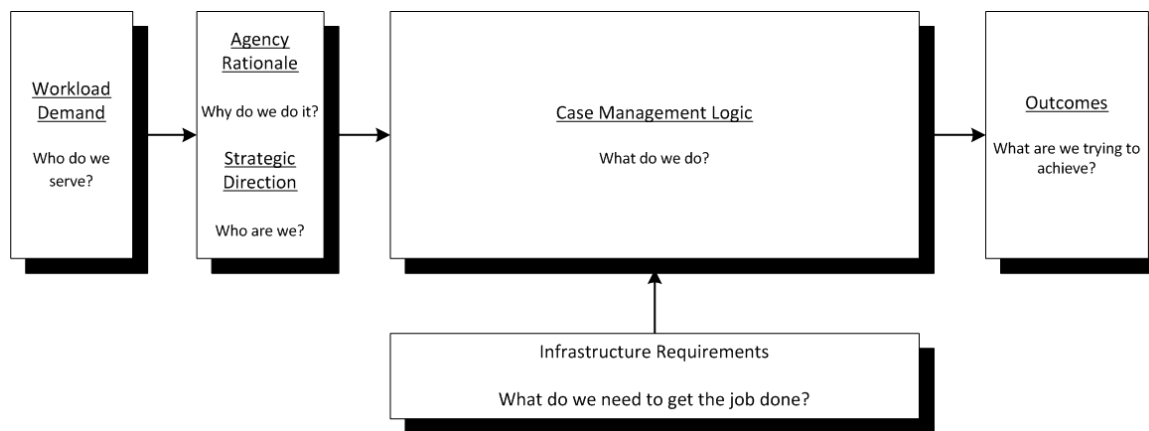 Workload
Demand
Who do we
serve?
Agency
Rationale
Why do we do it?
Strategic
Direction
Who are we?
Case Management Logic
What do we do?
Outcomes
What are we trying to
achieve?
Infrastructure Requirements
What do we need to get the job done?